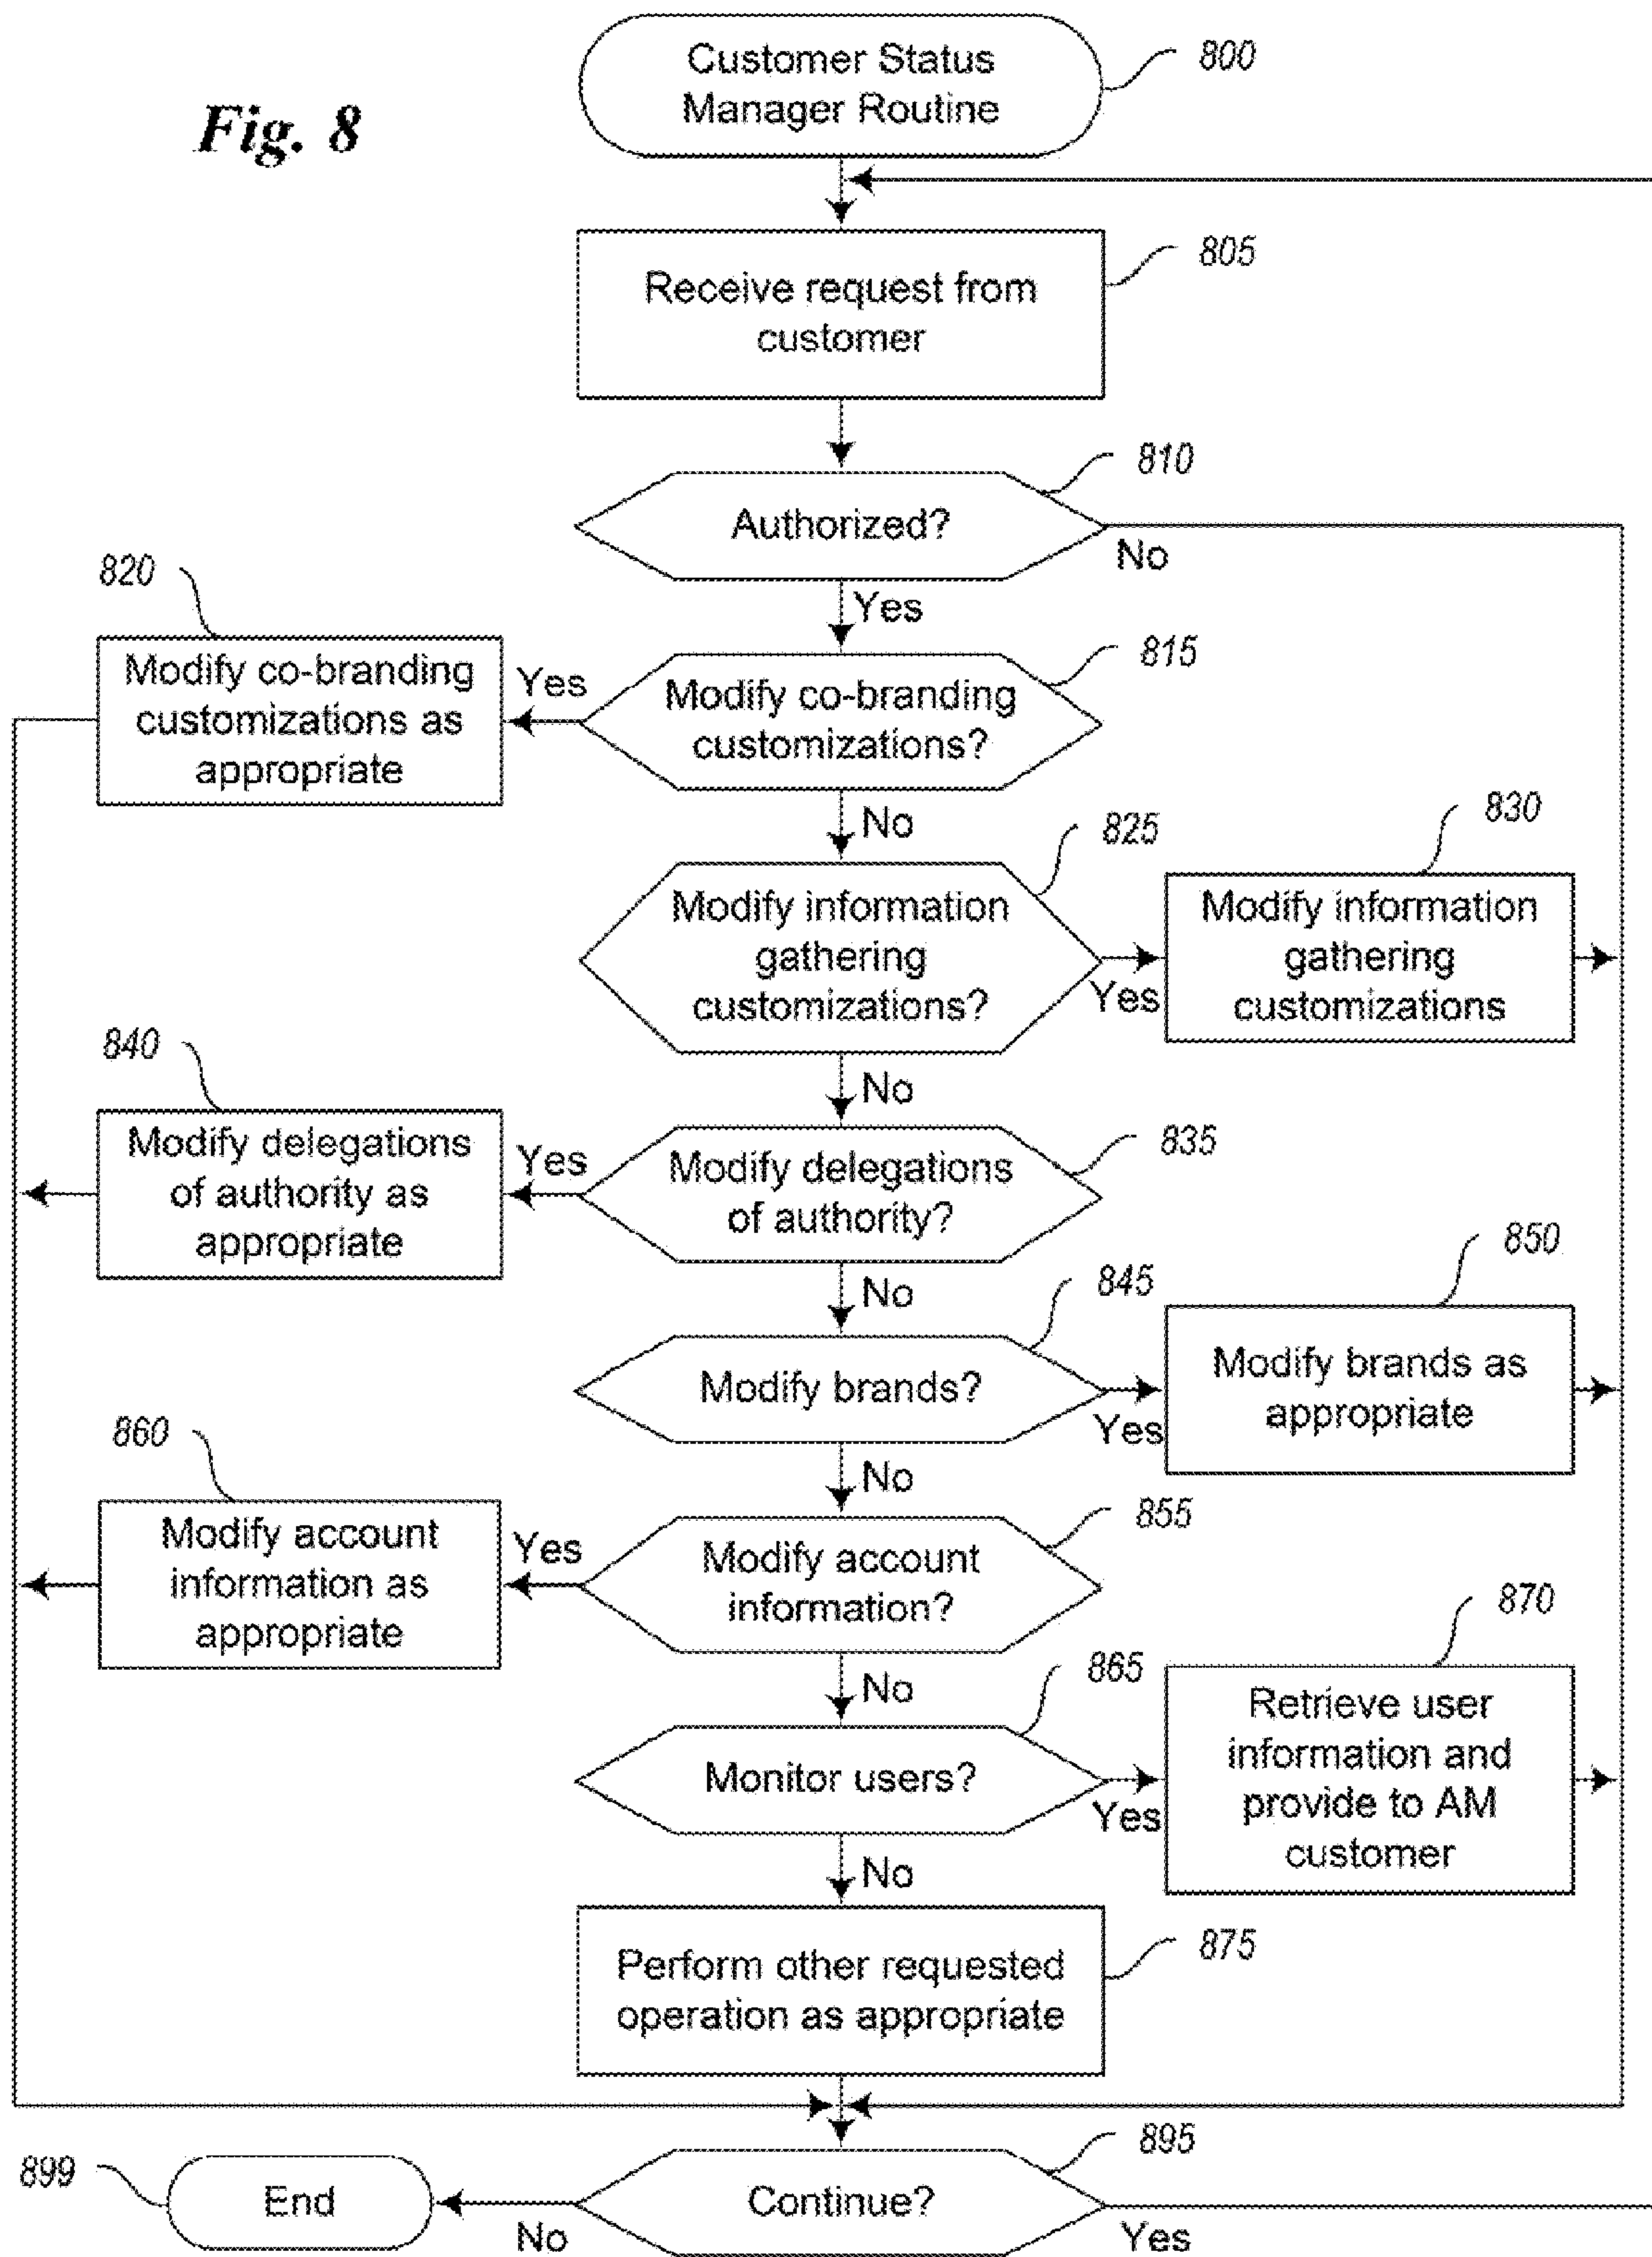 Fig. 8
Customer Status
Manager Routine
800
Receive request from
customer
805
Authorized?
810
No
Yes
820
Modify co-branding
customizations as
appropriate
Yes
Modify co-branding
customizations?
815
No
Modify information
gathering
customizations?
825
Yes
Modify information
gathering
customizations
830
No
840
Modify delegations
of authority as
appropriate
Yes
Modify delegations
of authority?
835
No
Modify brands?
845
Yes
Modify brands as
appropriate
850
No
860
Modify account
information as
appropriate
Yes
Modify account
information?
855
No
Monitor users?
865
Yes
Retrieve user
information and
provide to AM
customer
870
No
Perform other requested
operation as appropriate
875
899
End
No
Continue?
895
Yes